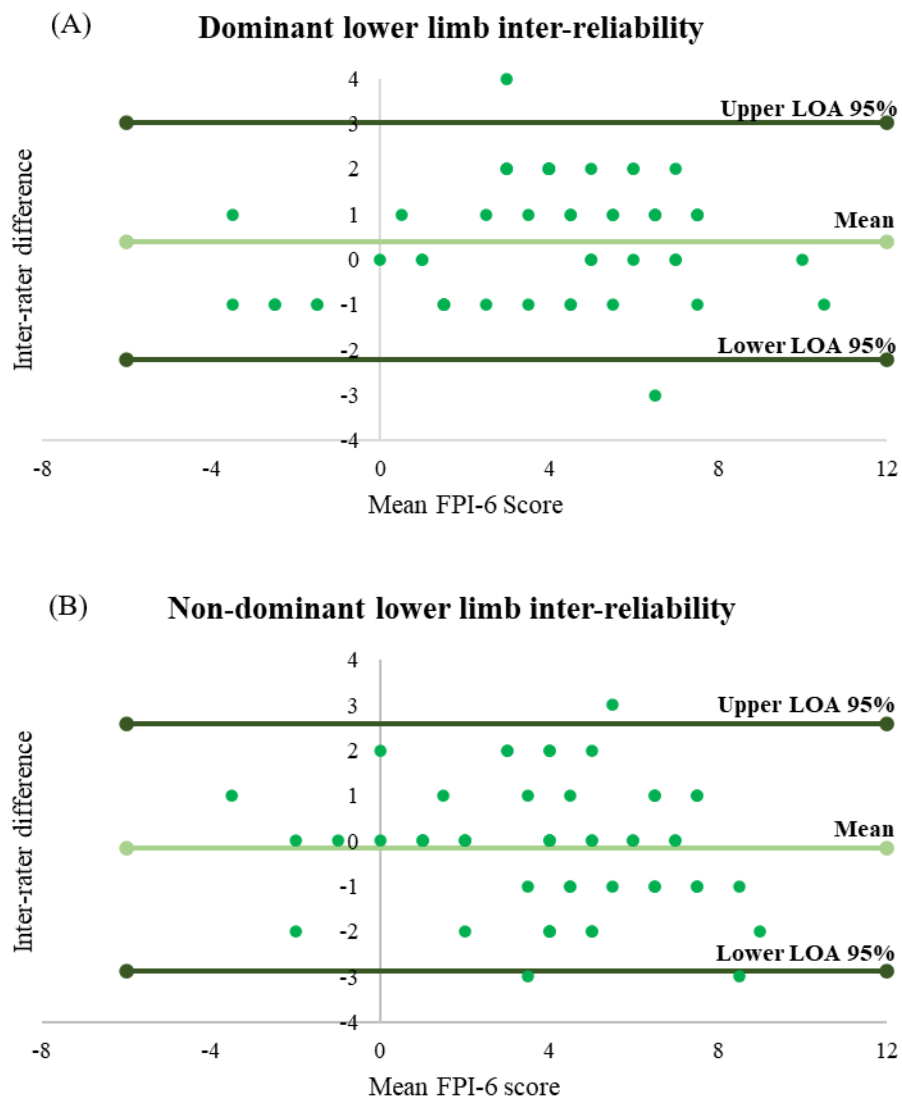 (A) Dominant lower limb inter-reliability
4
Upper LOA 95%
3
2
1
Mean
0
-1
-2
Lower LOA 95%
-3
-4
Inter-rater difference
-8 -4 0 4 8 12
Mean FPI-6 Score
(B) Non-dominant lower limb inter-reliability
4
3
Upper LOA 95%
2
1
Mean
0
-1
-2
Lower LOA 95%
-3
-4
Inter-rater difference
-8 -4 0 4 8 12
Mean FPI-6 score